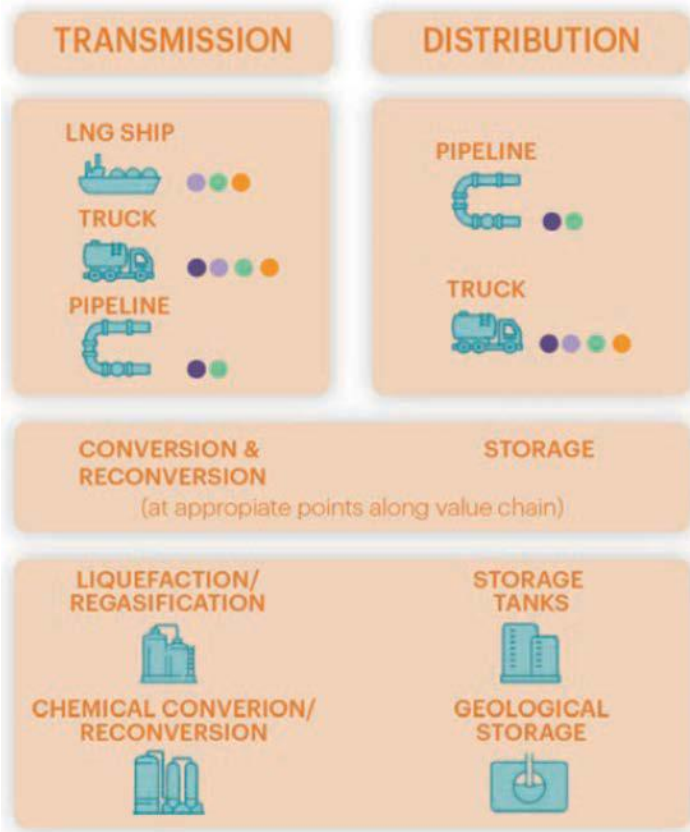 TRANSMISSION
DISTRIBUTION
LNG SHIP
TRUCK
PIPELINE
PIPELINE
TRUCK
CONVERSION &
RECONVERSION
STORAGE
(at appropiate points along value chain)
LIQUEFACTION/
REGASIFICATION
STORAGE
TANKS
CHEMICAL CONVERION/
RECONVERSION
GEOLOGICAL
STORAGE